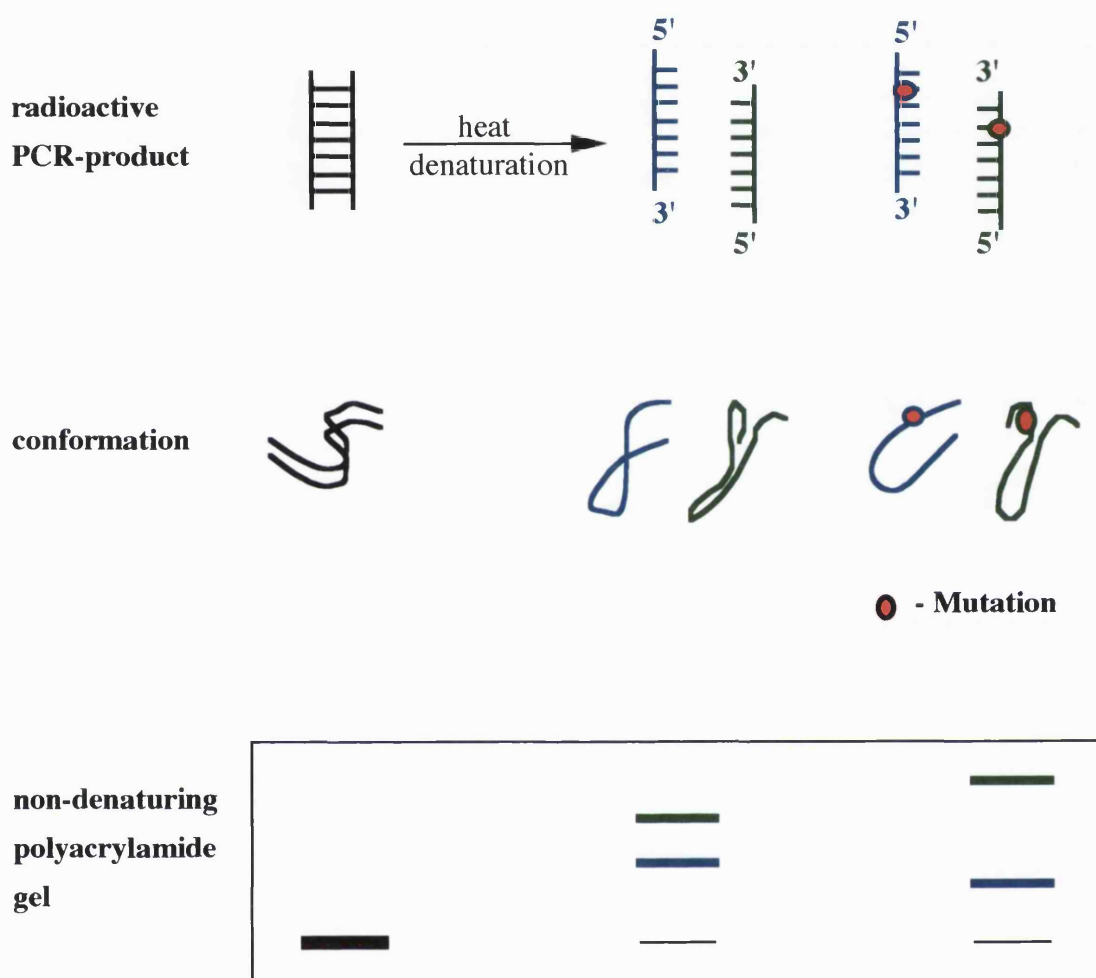 radioactive
PCR-product
heat
denaturation
5'
3'
3'
5'
5'
3'
3'
5'
conformation
- Mutation
non-denaturing
polyacrylamide
gel